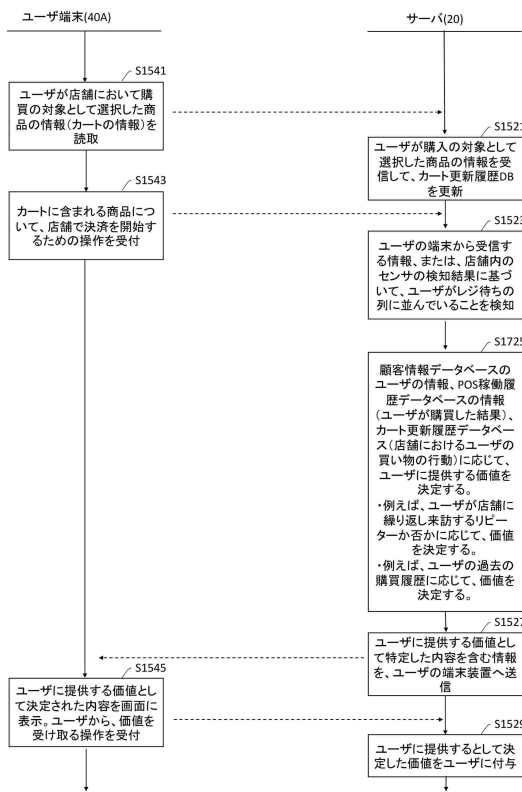 ユーザ端末(40A)
サーバ(20)
S1541
ユーザが店舗において購
買の対象として選択した商
品の情報(カートの情報)を
読取
S1521
ユーザが購入の対象として
選択した商品の情報を受
信して、カート更新履歴DB
を更新
S1543
カートに含まれる商品につ
いて、店舗で決済を開始す
るための操作を受付
S1523
ユーザの端末から受信す
る情報、または、店舗内の
センサの検知結果に基づ
いて、ユーザがレジ待ちの
列に並んでいることを検知
S1725
顧客情報データベースの
ユーザの情報、POS稼働履
歴データベースの情報
(ユーザが購買した結果)、
カート更新履歴データベー
ス(店舗におけるユーザの
買い物の行動)に応じて、
ユーザに提供する価値を
決定する。
・例えば、ユーザが店舗に
繰り返し来訪するリピー
ターか否かに応じて、価値
を決定する。
・例えば、ユーザの過去の
購買履歴に応じて、価値を
決定する。
S1527
ユーザに提供する価値とし
て特定した内容を含む情報
を、ユーザの端末装置へ送
信
S1545
ユーザに提供する価値とし
て決定された内容を画面に
表示。ユーザから、価値を
受け取る操作を受付
S1529
ユーザに提供するとして決
定した価値をユーザに付与